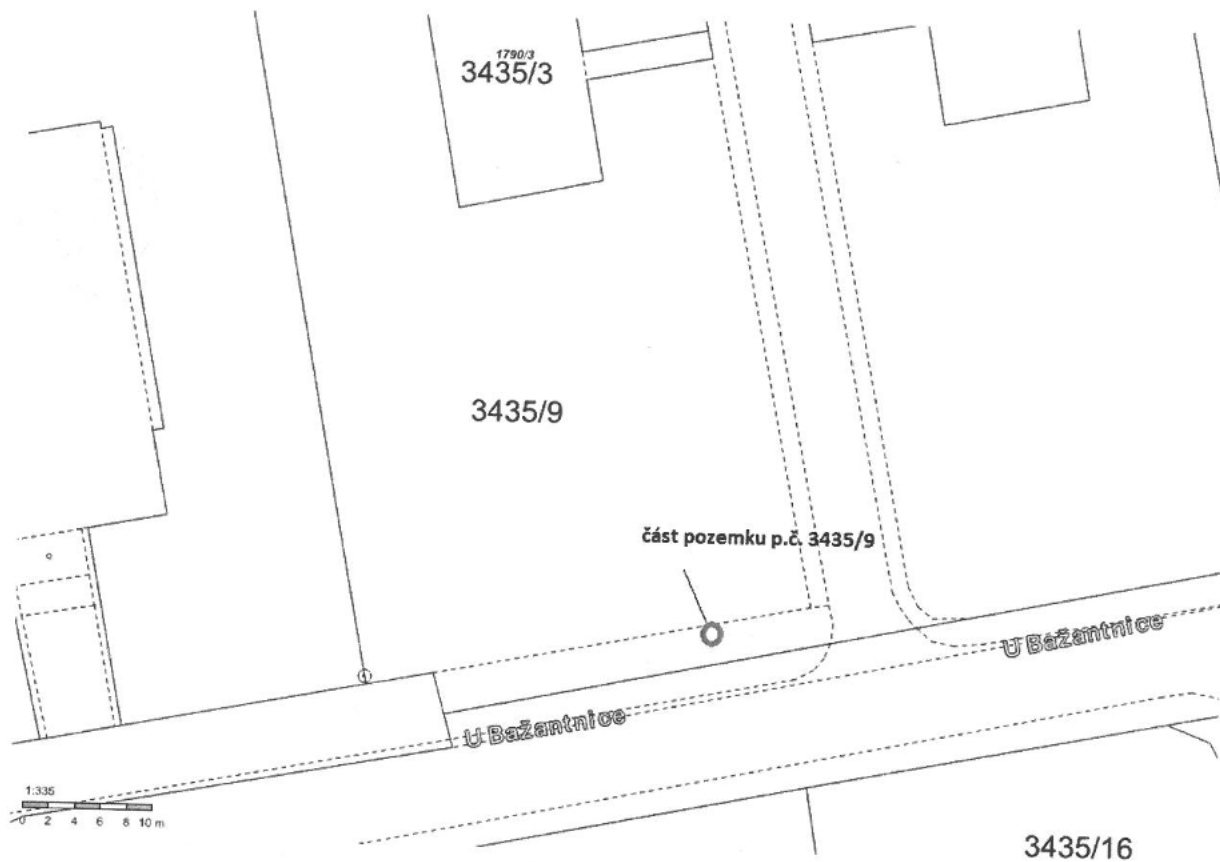 1790/3
3435/3
3435/9
část pozemku p.č. 3435/9
U Bažantnice
U Bažantnice
1:335
0 2 4 6 8 10 m
3435/16